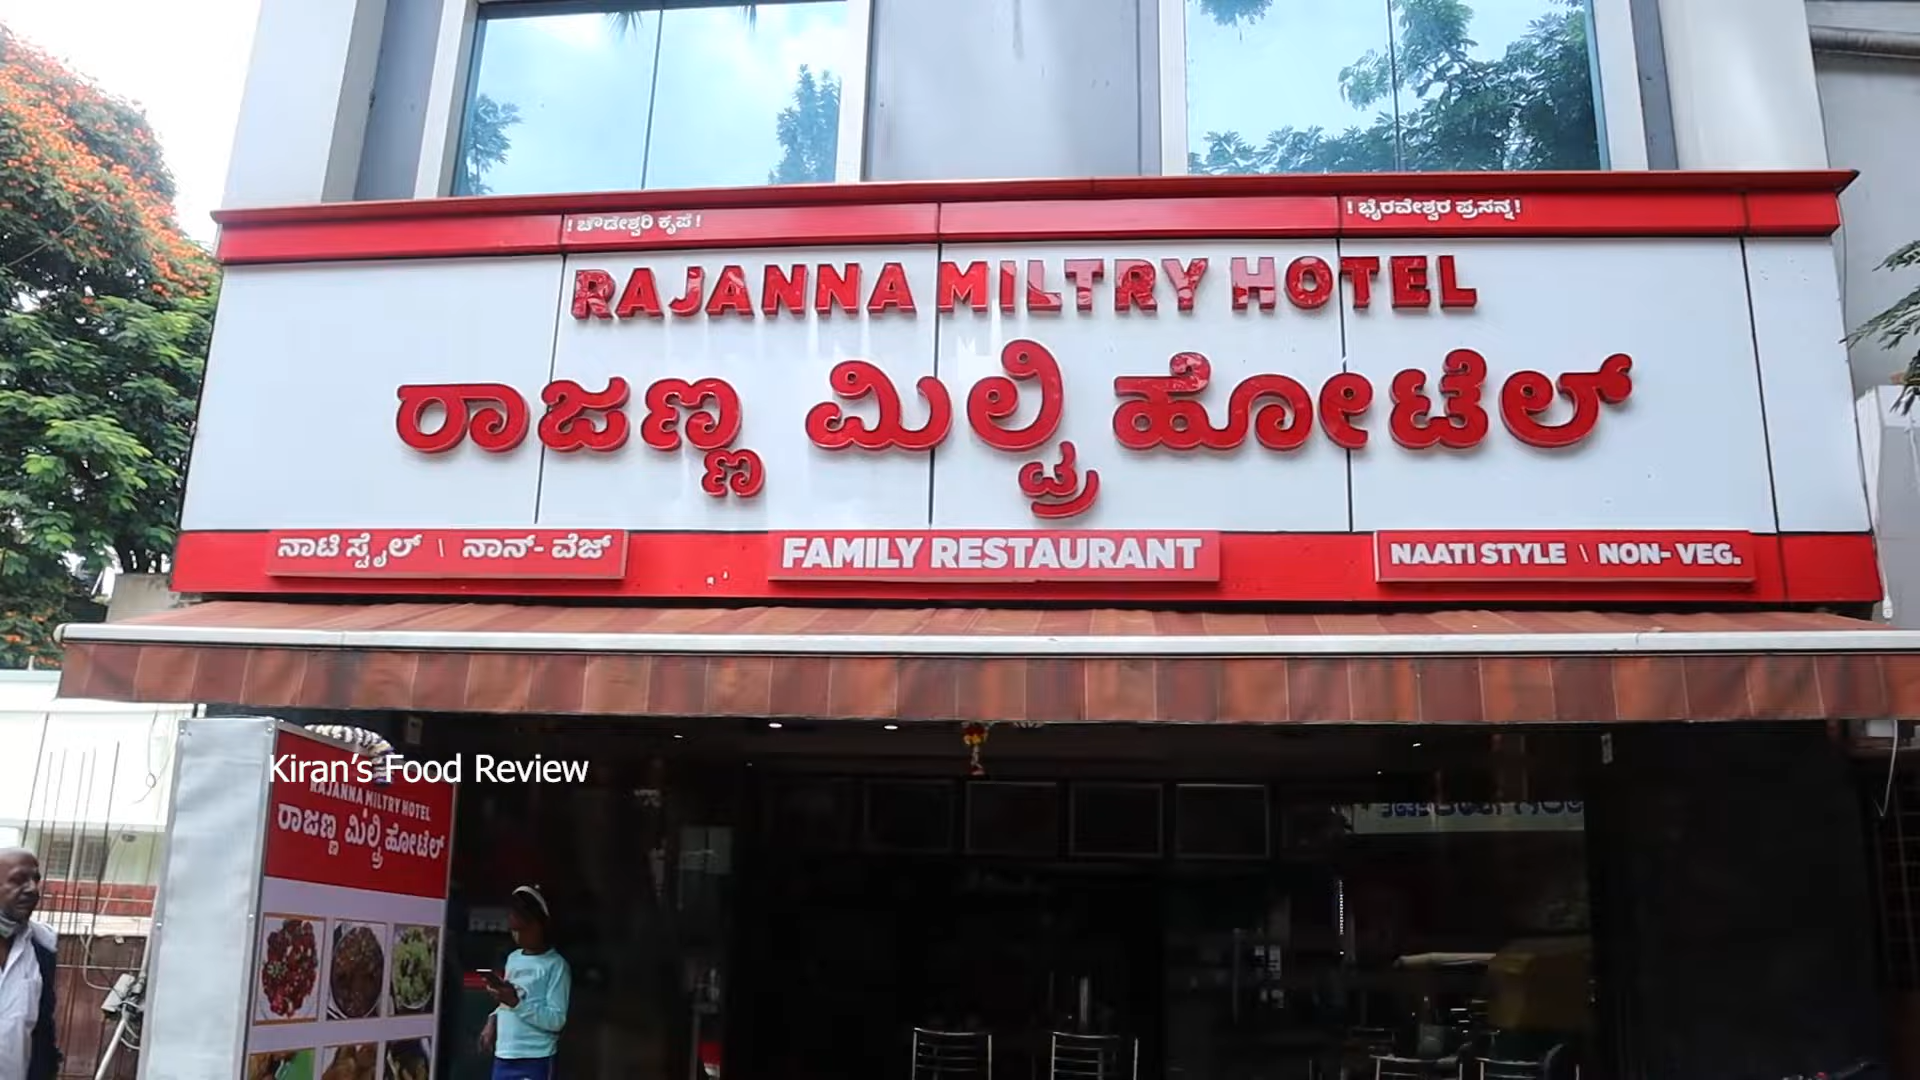 ! ಚೌಡೇಶ್ವರಿ ಕೃಪೆ !
! ಭೈರವೇಶ್ವರ ಪ್ರಸನ್ನ !
RAJANNA MILTRY HOTEL
ರಾಜಣ್ಣ ಮಿಲ್ಟ್ರಿ ಹೋಟೆಲ್
ನಾಟಿ ಸ್ಟೈಲ್ \ ನಾನ್- ವೆಜ್
FAMILY RESTAURANT
NAATI STYLE \ NON- VEG.
Kiran's Food Review
RAJANNA MILTRY HOTEL
ರಾಜಣ್ಣ ಮಿಲ್ಟ್ರಿ ಹೋಟೆಲ್